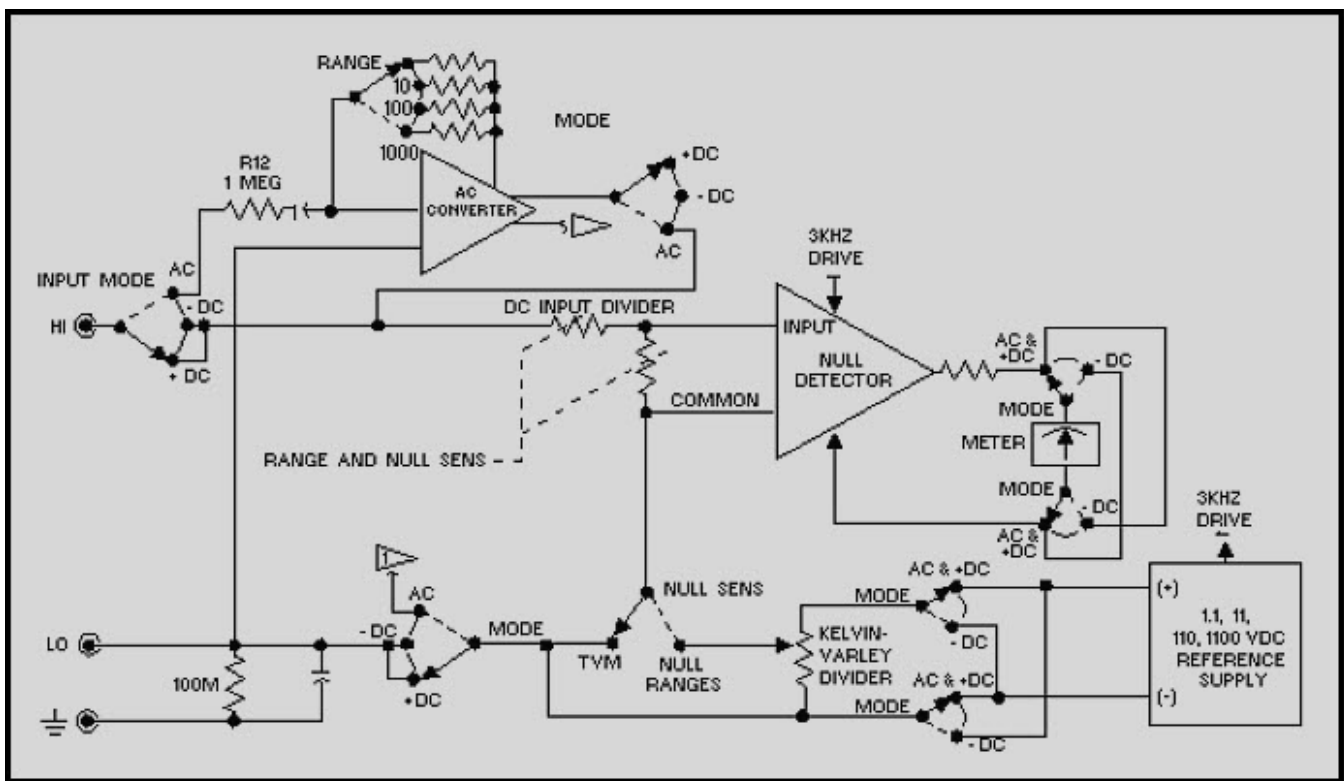 RANGE
10
100
1000
MODE
R12
1 MEG
AC
CONVERTER
+DC
- DC
AC
3KHZ
DRIVE
INPUT MODE
AC
- DC
HI
+ DC
DC INPUT DIVIDER
INPUT
NULL
DETECTOR
AC &
+DC
- DC
COMMON
MODE
METER
RANGE AND NULL SENS
MODE
- DC
AC &
+DC
3KHZ
DRIVE
1
AC
NULL SENS
AC & +DC
MODE
(+)
- DC
MODE
KELVIN-
VARLEY
DIVIDER
- DC
1.1, 11,
110, 1100 VDC
REFERENCE
SUPPLY
LO
TVM
NULL
RANGES
100M
+DC
AC & +DC
MODE
(-)
- DC